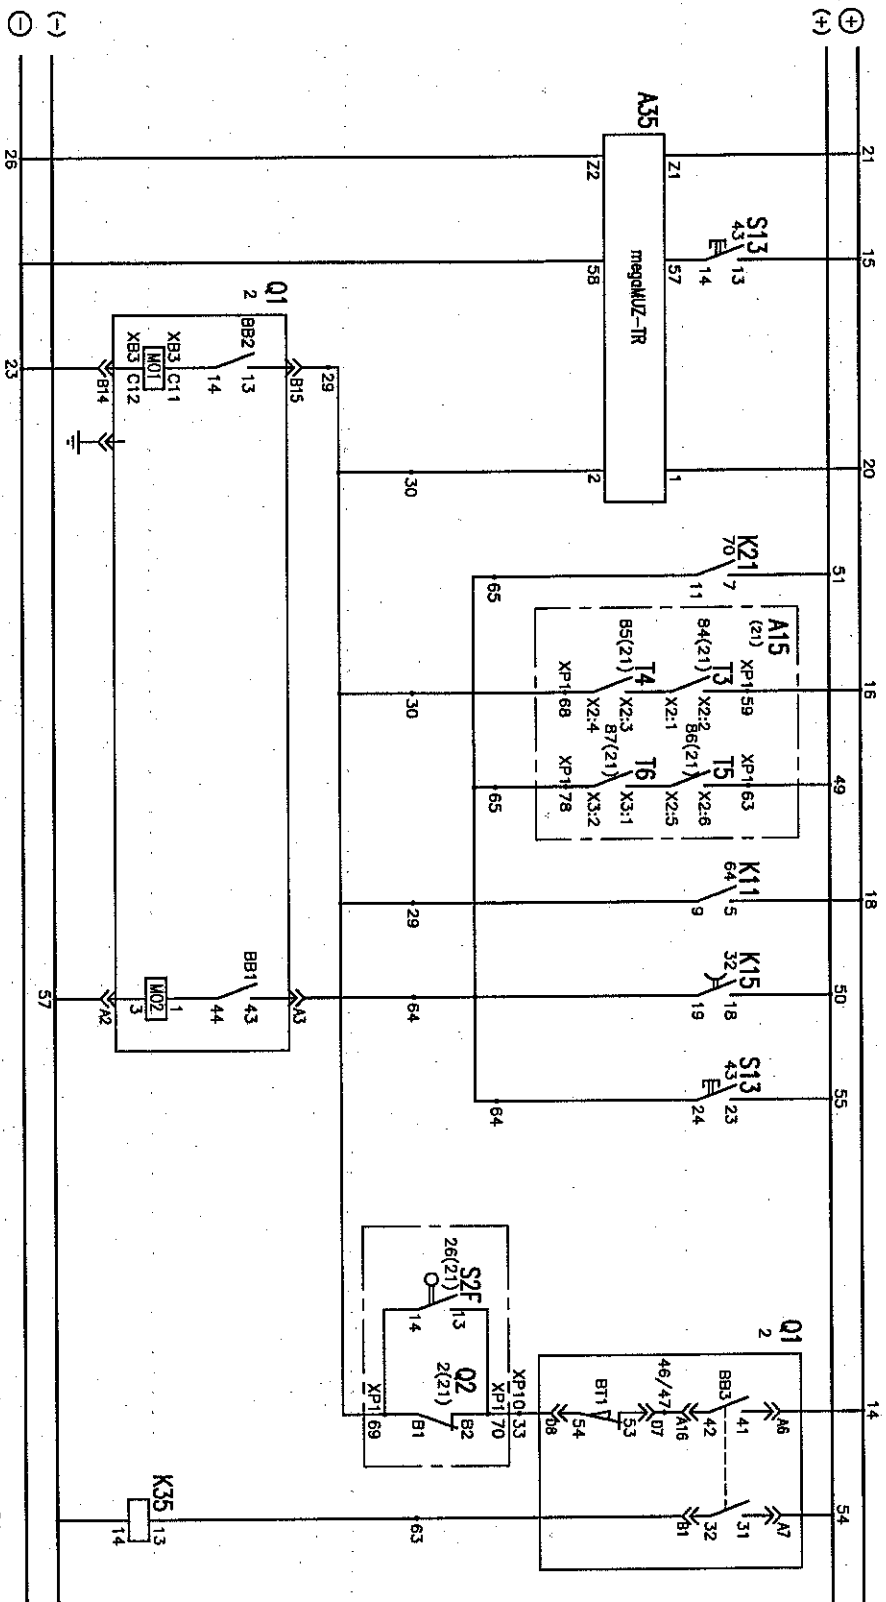 ⊕
(+)
21
15
20
51
16
49
18
50
55
14
54
A35
Z1
Z2
megaMUZ-TR
57
58
1
2
S13
43
13
14
K21
70
7
11
A15
(21)
XP1 59
T3
84(21)
X2:2
X2:1
T4
85(21)
X2:3
X2:4
XP1 68
XP1 63
T5
86(21)
X2:6
X2:5
T6
87(21)
X3:1
X3:2
XP1 78
K11
64
5
9
K15
32
18
19
S13
43
23
24
Q1
2
A6
41
BB3
42
A16
46/47
D7
53
BT1
54
D8
A7
31
32
B1
XP10 33
XP1 70
S2F
26(21)
13
14
Q2
2(21)
B2
B1
XP1 69
65
30
30
65
29
64
64
63
29
Q1
2
B15
BB2
13
14
XB3 C11
M01
XB3 C12
B14
A3
BB1
43
44
1
M02
3
A2
K35
13
14
26
23
57
(-)
⊖